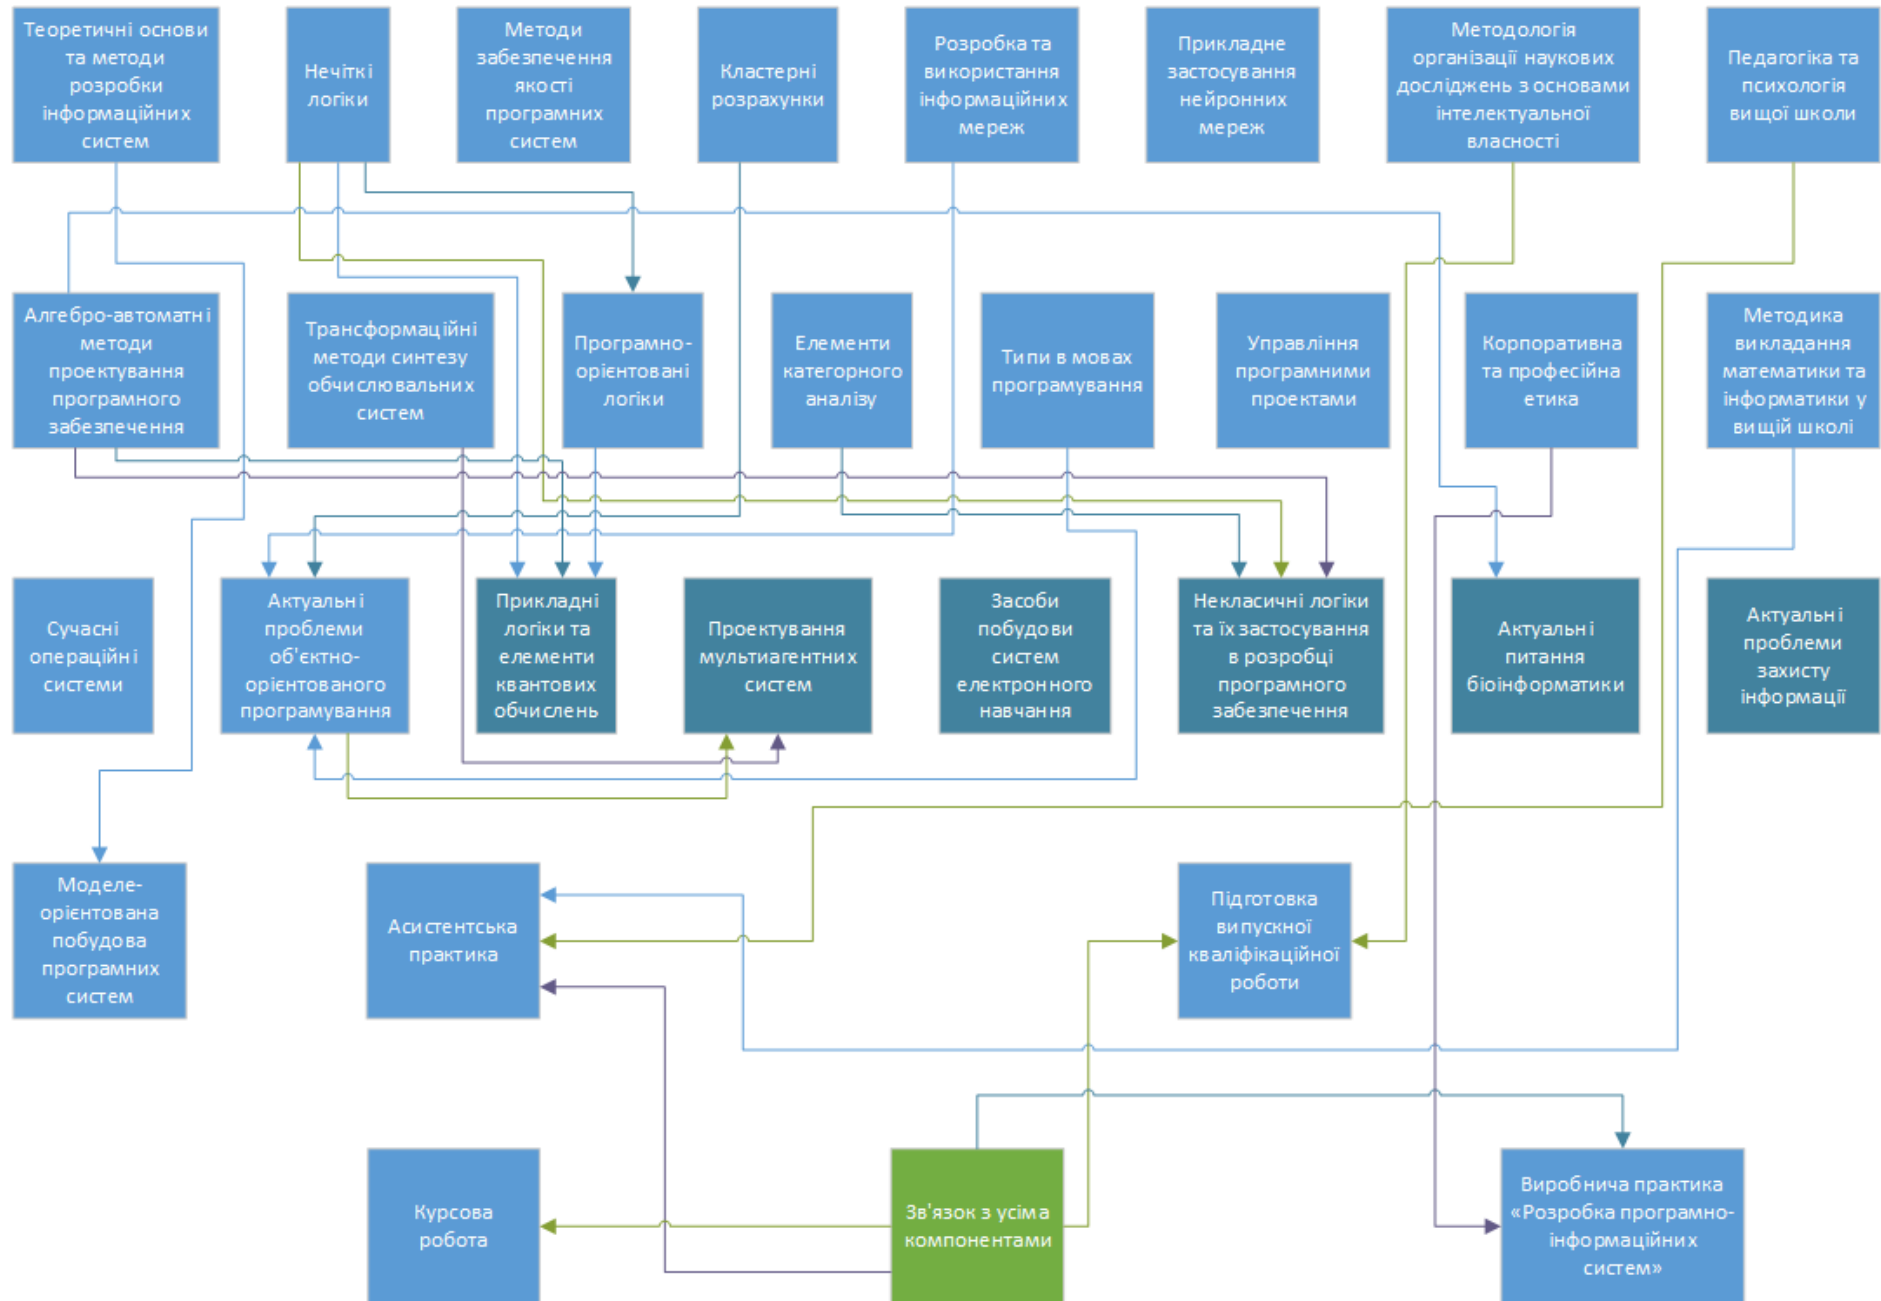 Теоретичні основи
та методи
розробки
інформаційних
систем
Нечіткі
логіки
Методи
забезпечення
якості
програмних
систем
Кластерні
розрахунки
Розробка та
використання
інформаційних
мереж
Прикладне
застосування
нейронних
мереж
Методологія
організації наукових
досліджень з основами
інтелектуальної
власності
Педагогіка та
психологія
вищої школи
Алгебро-автоматні
методи
проектування
програмного
забезпечення
Трансформаційні
методи синтезу
обчислювальних
систем
Програмно-
орієнтовані
логіки
Елементи
категорного
аналізу
Типи в мовах
програмування
Управління
програмними
проектами
Корпоративна
та професійна
етика
Методика
викладання
математики та
інформатики у
вищій школі
Сучасні
операційні
системи
Актуальні
проблеми
об'єктно-
орієнтованого
програмування
Прикладні
логіки та
елементи
квантових
обчислень
Проектування
мультиагентних
систем
Засоби
побудови
систем
електронного
навчання
Некласичні логіки
та їх застосування
в розробці
програмного
забезпечення
Актуальні
питання
біоінформатики
Актуальні
проблеми
захисту
інформації
Моделе-
орієнтована
побудова
програмних
систем
Асистентська
практика
Підготовка
випускної
кваліфікаційної
роботи
Курсова
робота
Зв'язок з усіма
компонентами
Виробнича практика
«Розробка програмно-
інформаційних
систем»